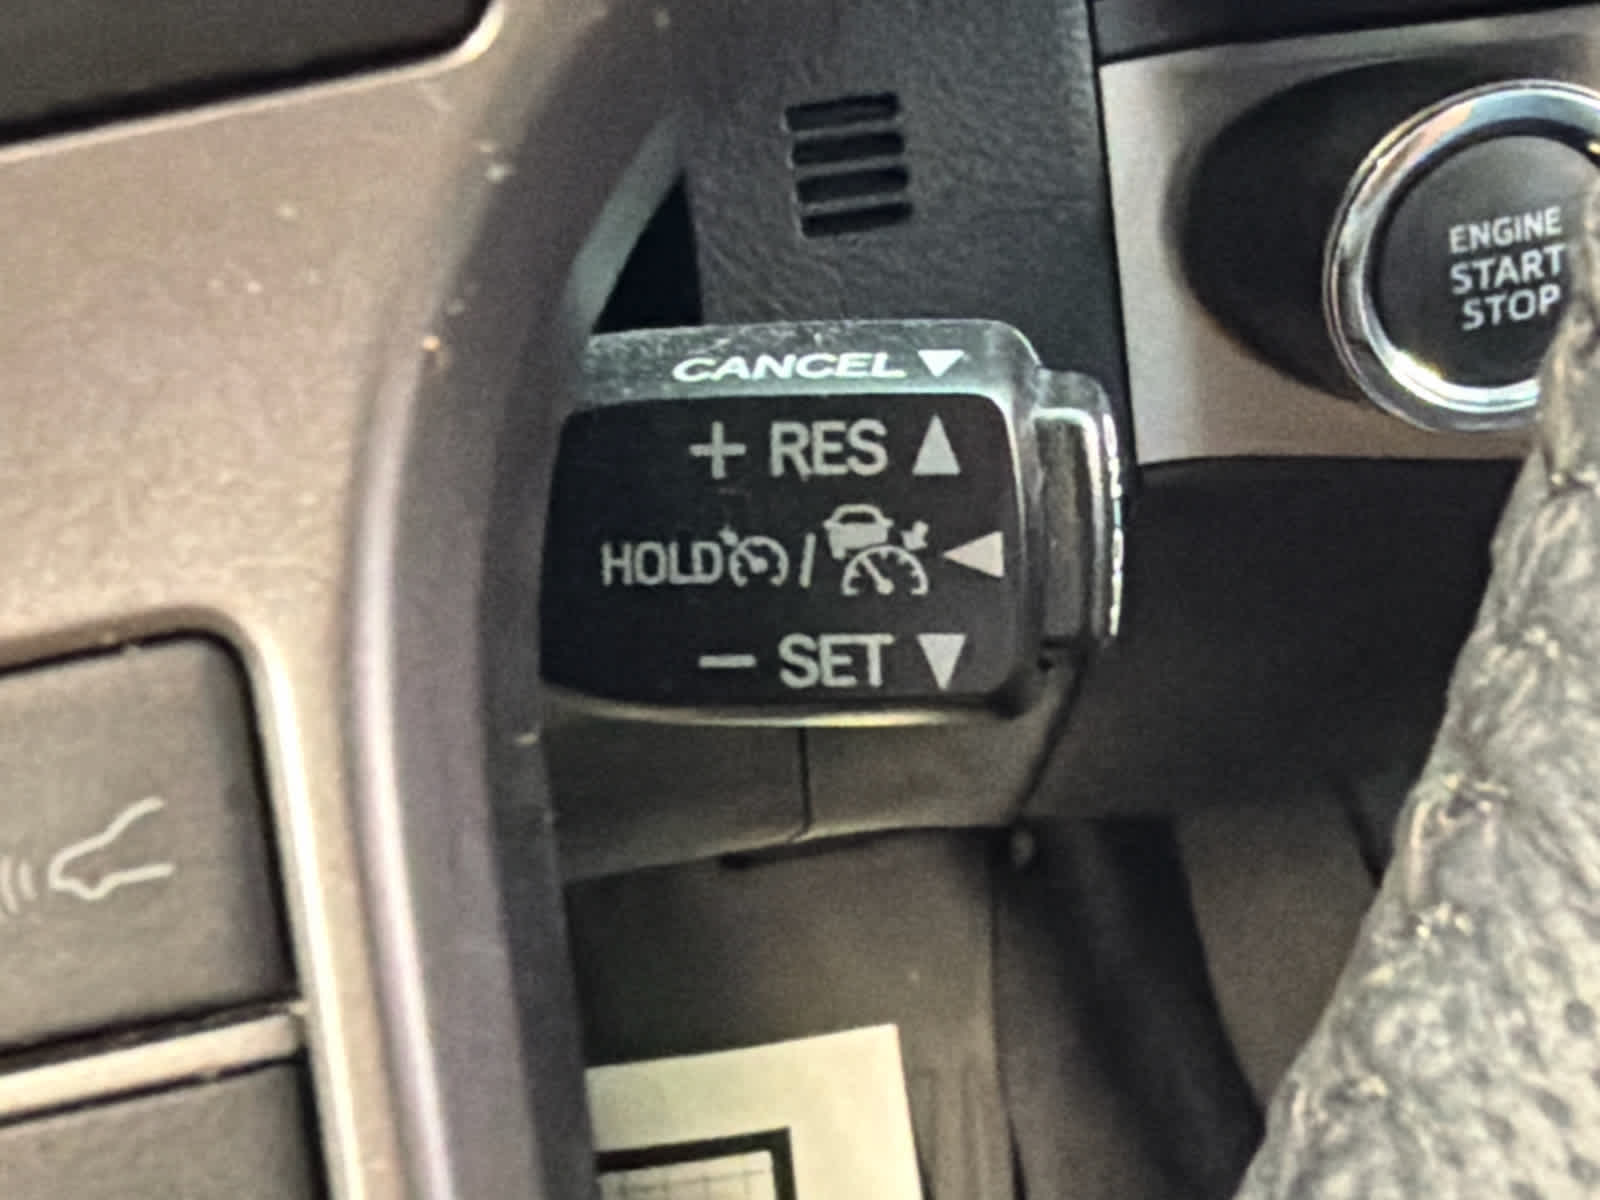 ENGINE
START
STOP
CANCEL ▼
+ RES ▲
HOLD / ◀
− SET ▼